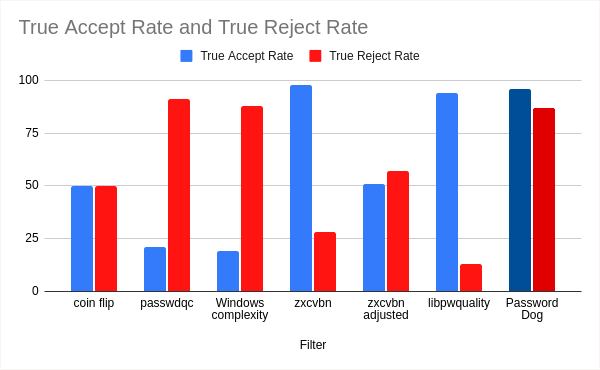 True Accept Rate and True Reject Rate
True Accept Rate
True Reject Rate
100
75
50
25
0
coin flip
passwdqc
Windows
complexity
zxcvbn
zxcvbn
adjusted
libpwquality
Password
Dog
Filter